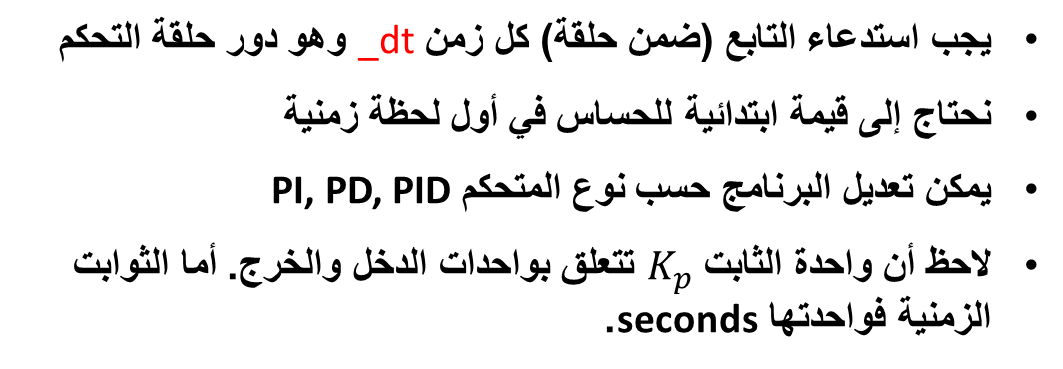 • يجب استدعاء التابع (ضمن حلقة) كل زمن dt_ وهو دور حلقة التحكم
• نحتاج إلى قيمة ابتدائية للحساس في أول لحظة زمنية
• يمكن تعديل البرنامج حسب نوع المتحكم PI, PD, PID
• لاحظ أن واحدة الثابت K_p تتعلق بواحدات الدخل والخرج. أما الثوابت
الزمنية فواحدتها seconds.